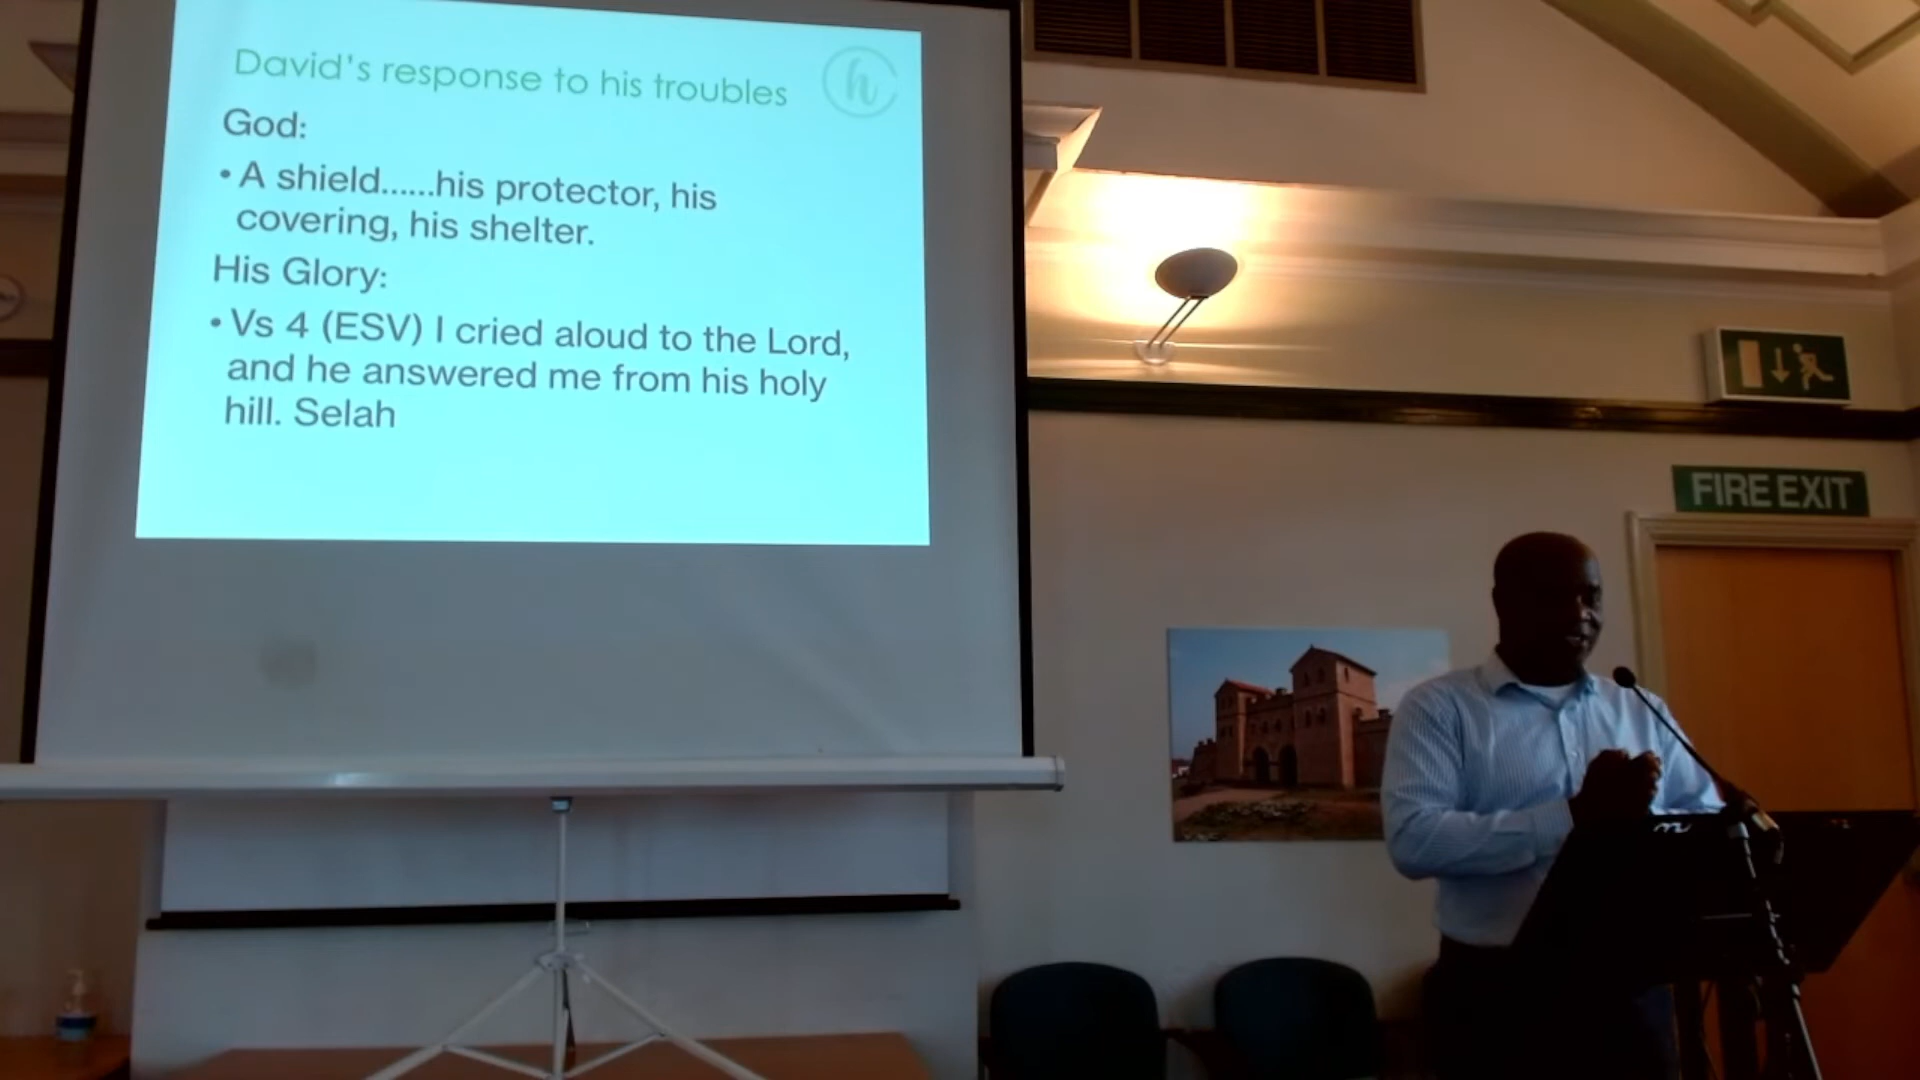 David's response to his troubles
h
God:
• A shield......his protector, his
covering, his shelter.
His Glory:
• Vs 4 (ESV) I cried aloud to the Lord,
and he answered me from his holy
hill. Selah
FIRE EXIT